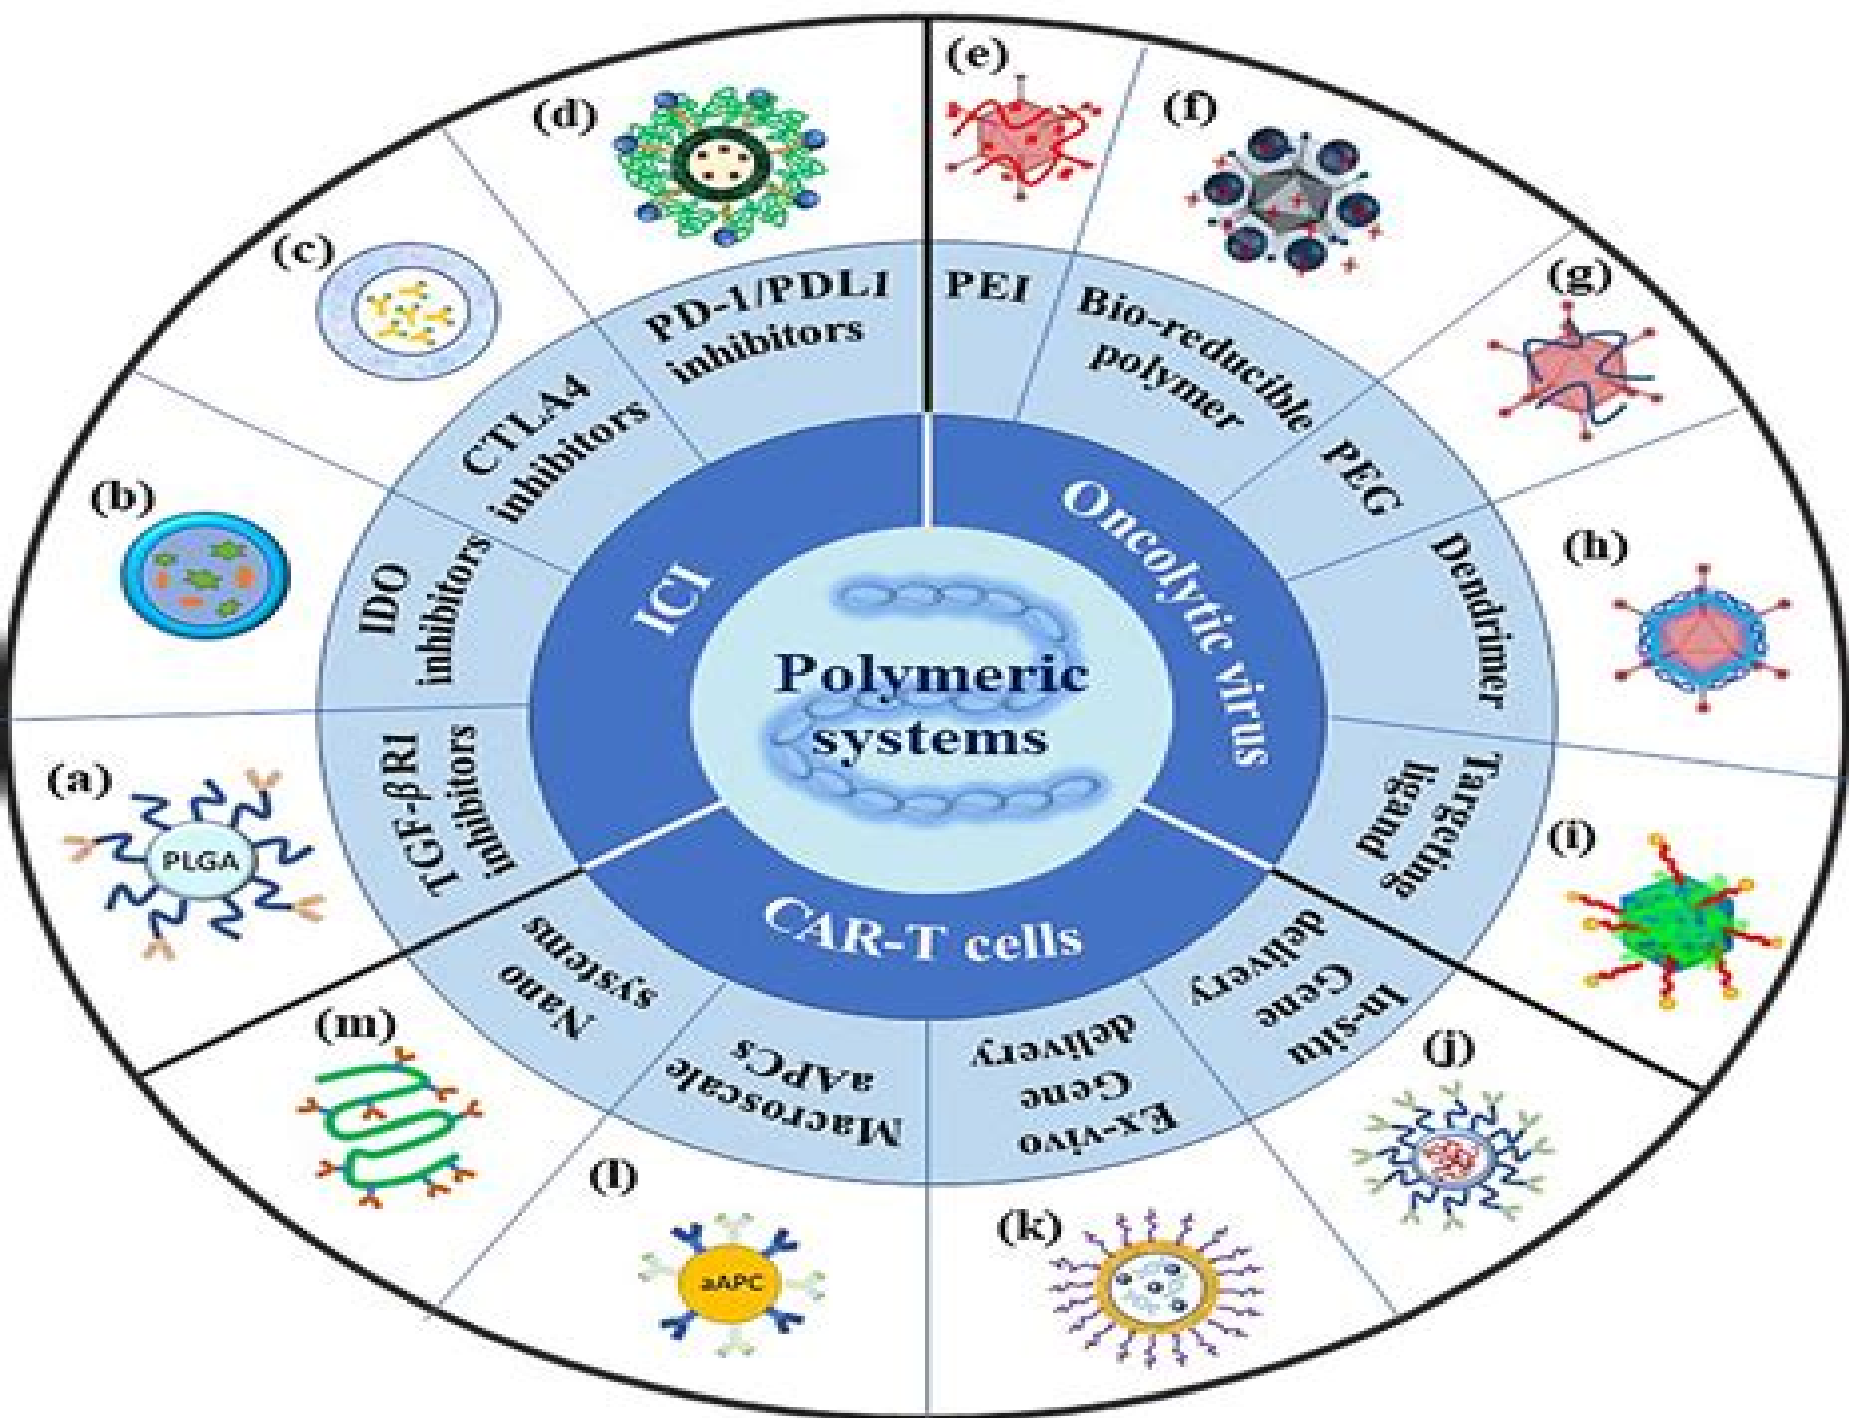 (a)
PLGA
TGF-βRI
inhibitors
(b)
IDO
inhibitors
(c)
CTLA4
inhibitors
(d)
PD-1/PDL1
inhibitors
(e)
PEI
(f)
Bio-reducible
polymer
(g)
PEG
(h)
Dendrimer
(i)
Targeting
ligand
(j)
In-situ
Gene
delivery
(k)
Ex-vivo
Gene
delivery
(l)
aAPC
Macroscale
aAPCs
(m)
Nano
systems
ICI
Oncolytic virus
CAR-T cells
Polymeric
systems